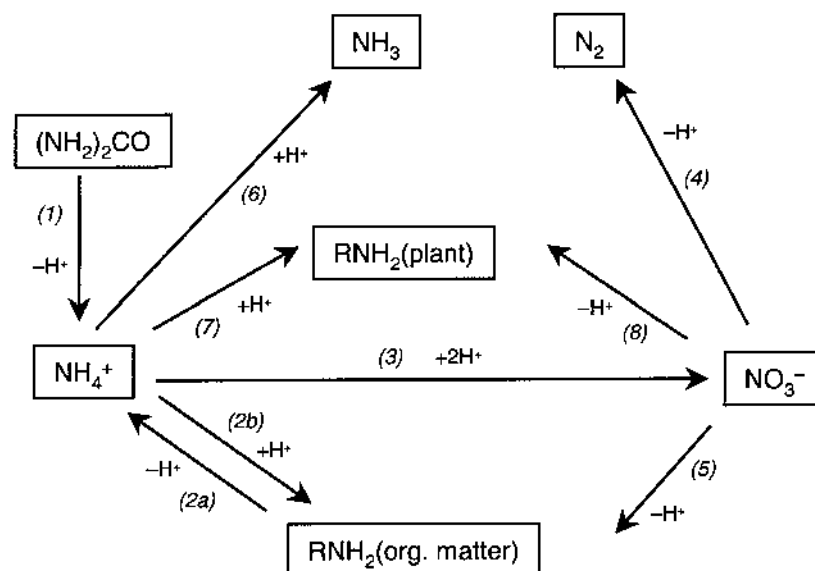 NH₃
N₂
(NH₂)₂CO
–H⁺
+H⁺
(4)
(6)
(1)
RNH₂(plant)
–H⁺
+H⁺
–H⁺
(7)
(8)
(3) +2H⁺
NH₄⁺
NO₃⁻
(2b)
+H⁺
–H⁺
(5)
(2a)
–H⁺
RNH₂(org. matter)